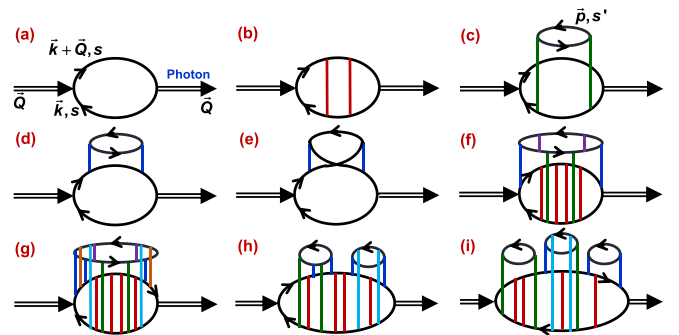 (a)
k⃗ + Q⃗, s
Photon
Q⃗
k⃗, s
Q⃗
(b)
(c)
p⃗, s'
(d)
(e)
(f)
(g)
(h)
(i)